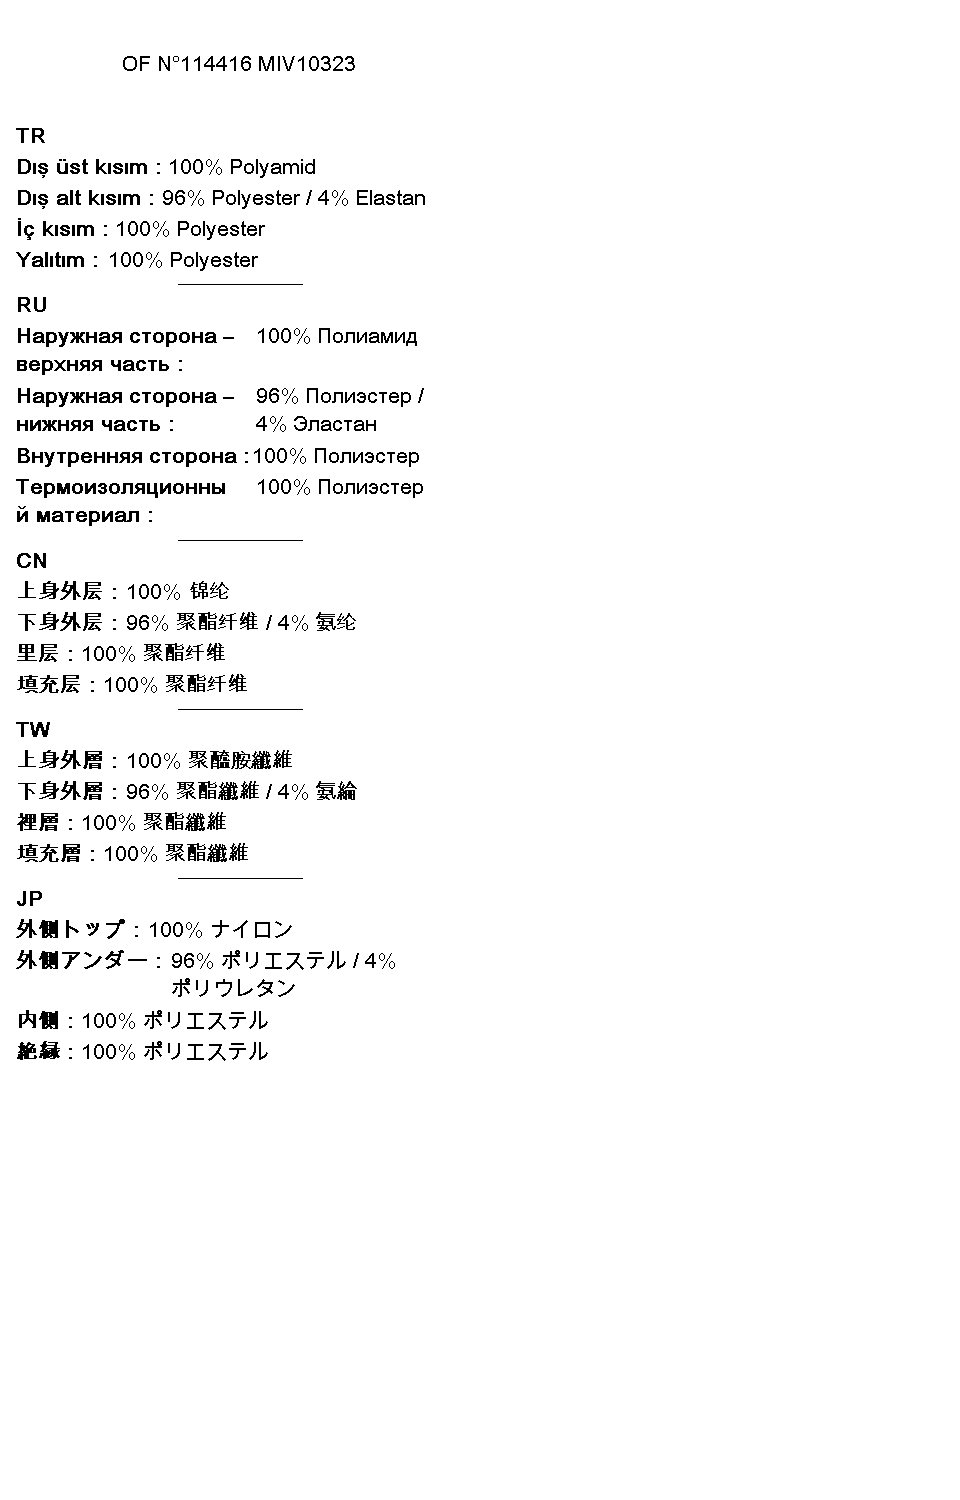 OF N°114416 MIV10323
TR
Dış üst kısım : 100% Polyamid
Dış alt kısım : 96% Polyester / 4% Elastan
İç kısım : 100% Polyester
Yalıtım : 100% Polyester
RU
Наружная сторона – 100% Полиамид
верхняя часть :
Наружная сторона – 96% Полиэстер /
нижняя часть : 4% Эластан
Внутренняя сторона : 100% Полиэстер
Термоизоляционны 100% Полиэстер
й материал :
CN
上身外层 : 100% 锦纶
下身外层 : 96% 聚酯纤维 / 4% 氨纶
里层 : 100% 聚酯纤维
填充层 : 100% 聚酯纤维
TW
上身外層 : 100% 聚醯胺纖維
下身外層 : 96% 聚酯纖維 / 4% 氨綸
裡層 : 100% 聚酯纖維
填充層 : 100% 聚酯纖維
JP
外側トップ : 100% ナイロン
外側アンダー : 96% ポリエステル / 4%
ポリウレタン
内側 : 100% ポリエステル
絶縁 : 100% ポリエステル